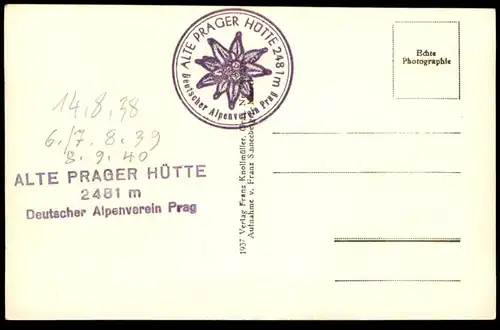 ALTE PRAGER HÜTTE 2481 m
Deutscher Alpenverein Prag
Echte
Photographie
14.8.38
6./7. 8. 39
8. 9. 40
ALTE PRAGER HÜTTE
2481 m
Deutscher Alpenverein Prag
1937 Verlag Franz Knollmüller,
Aufnahme v. Franz